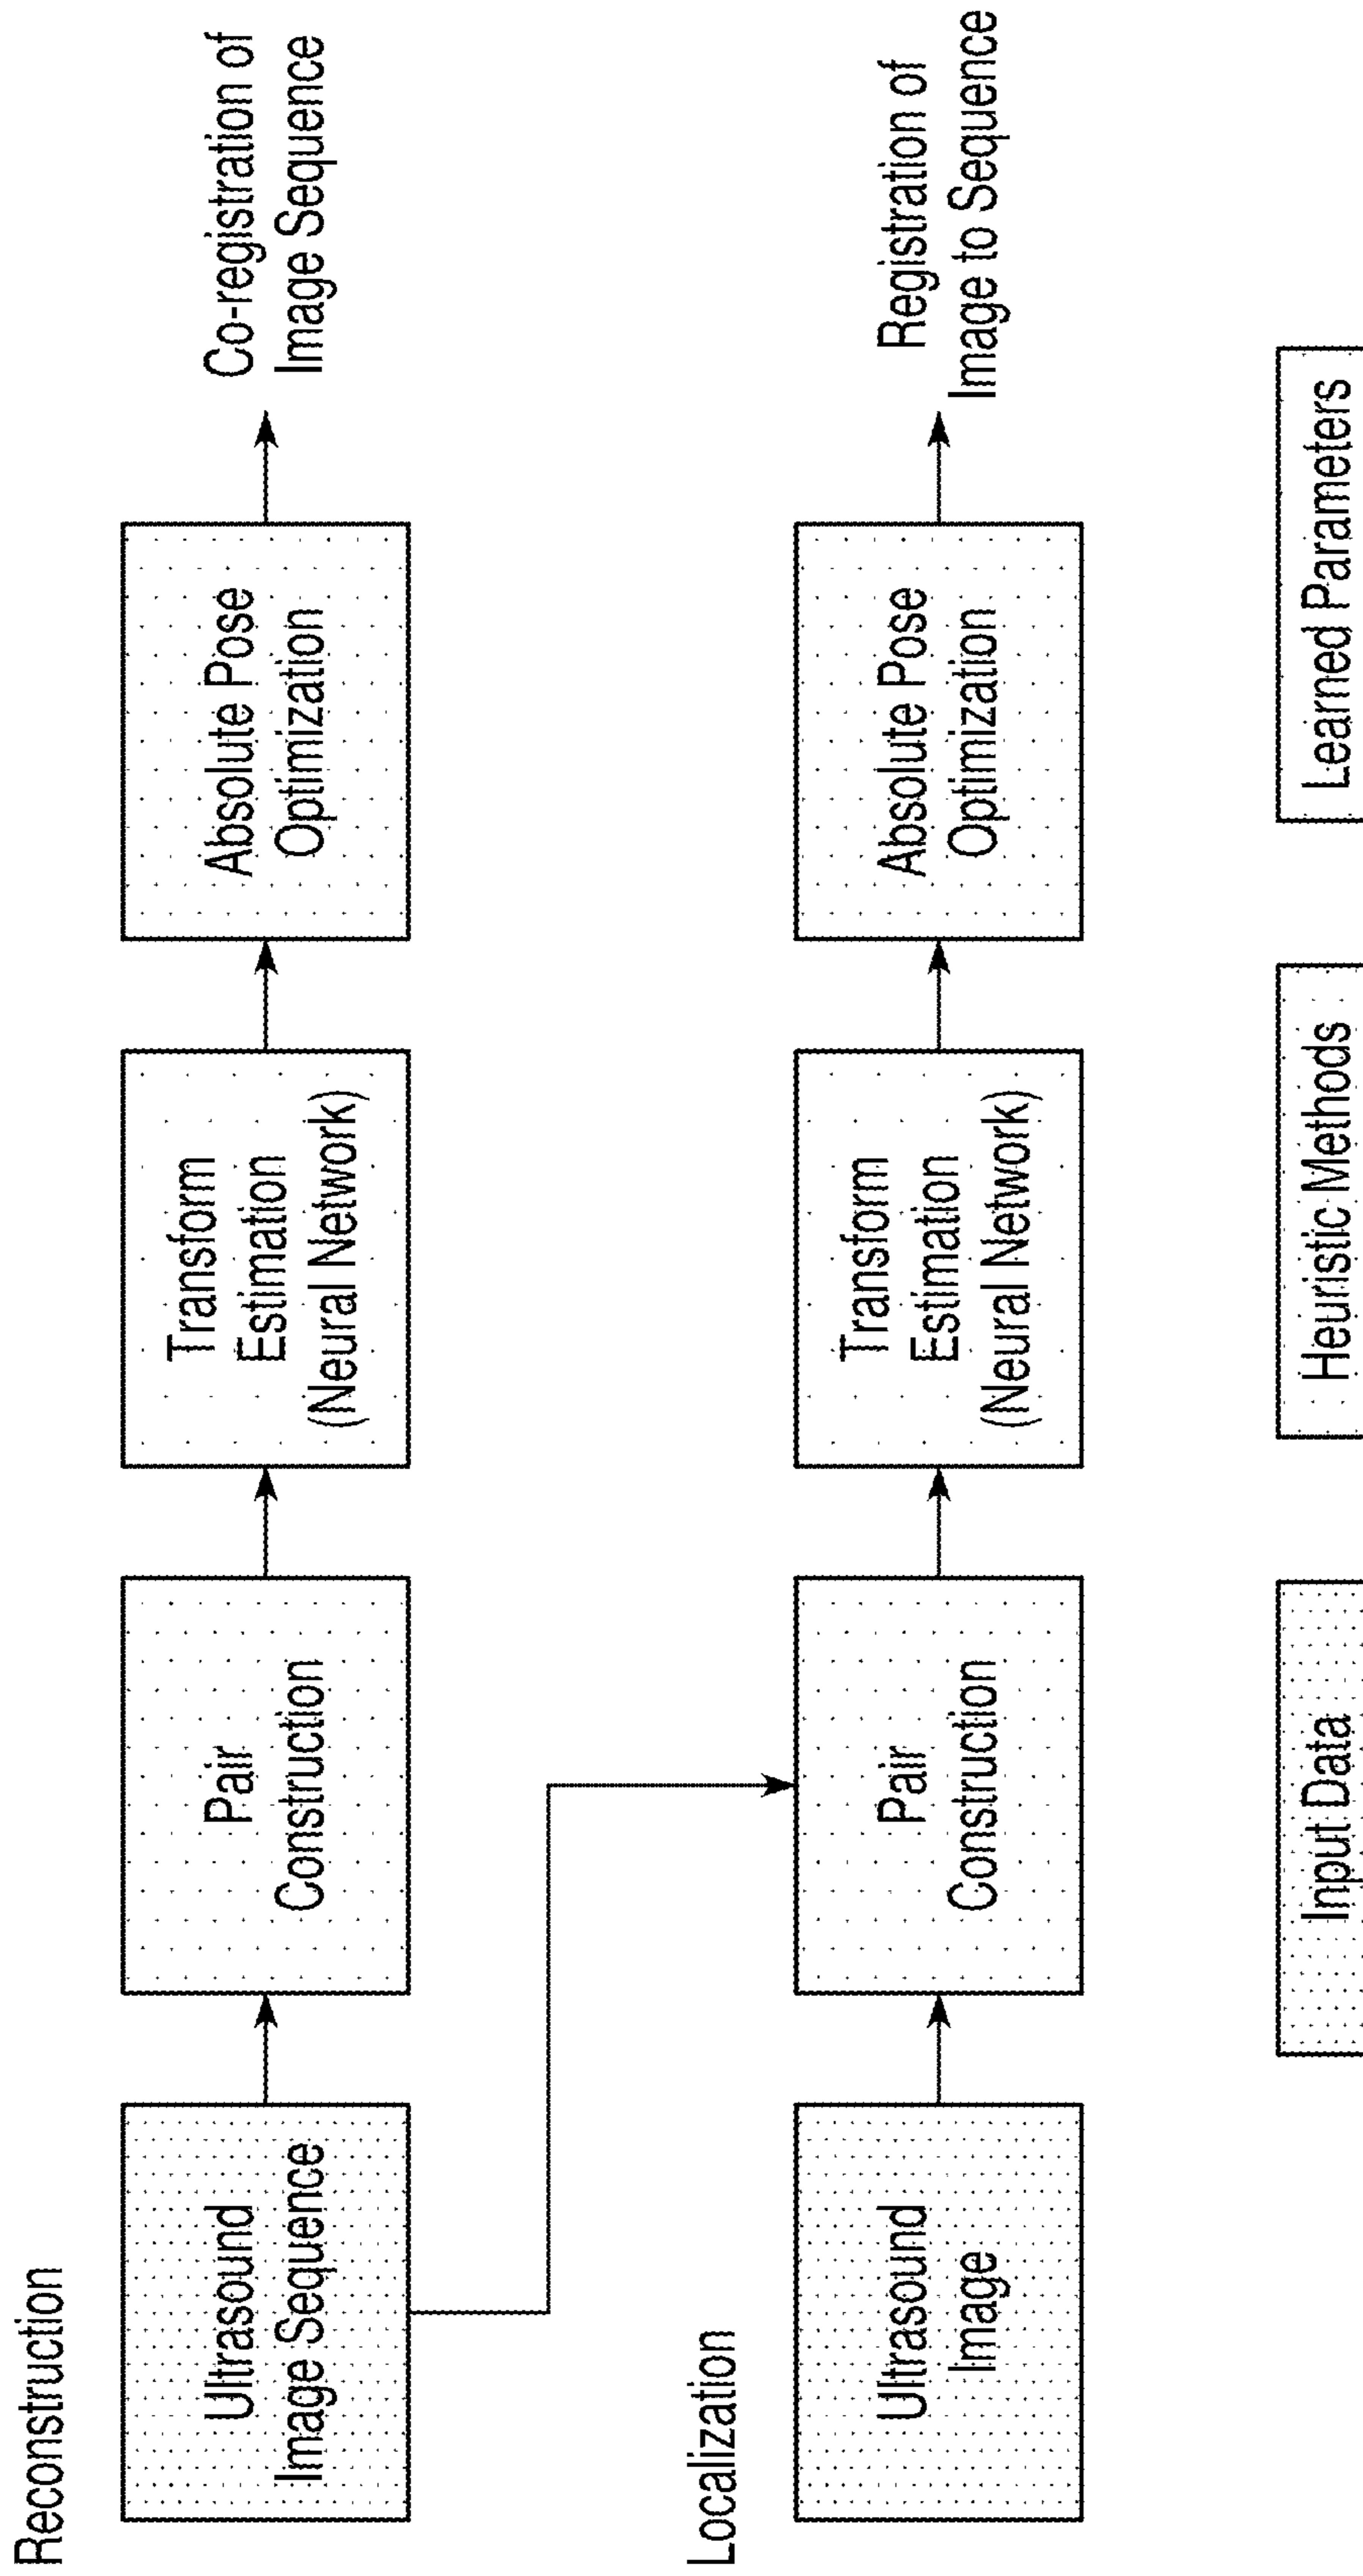 Reconstruction
Ultrasound
Image Sequence
Pair
Construction
Transform
Estimation
(Neural Network)
Absolute Pose
Optimization
Co-registration of
Image Sequence
Localization
Ultrasound
Image
Pair
Construction
Transform
Estimation
(Neural Network)
Absolute Pose
Optimization
Registration of
Image to Sequence
Input Data
Heuristic Methods
Learned Parameters